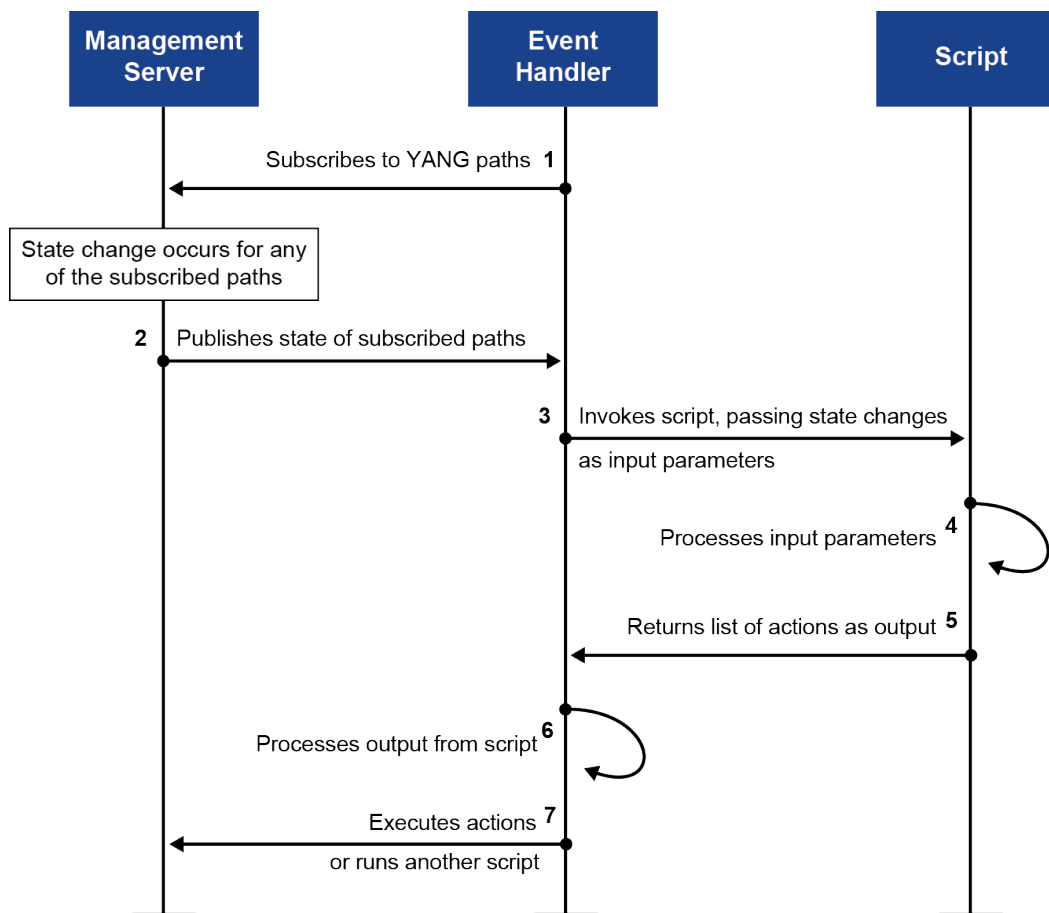 Management
Server
Event
Handler
Script
Subscribes to YANG paths 1
State change occurs for any
of the subscribed paths
2 Publishes state of subscribed paths
3 Invokes script, passing state changes
as input parameters
Processes input parameters 4
Returns list of actions as output 5
Processes output from script 6
Executes actions 7
or runs another script